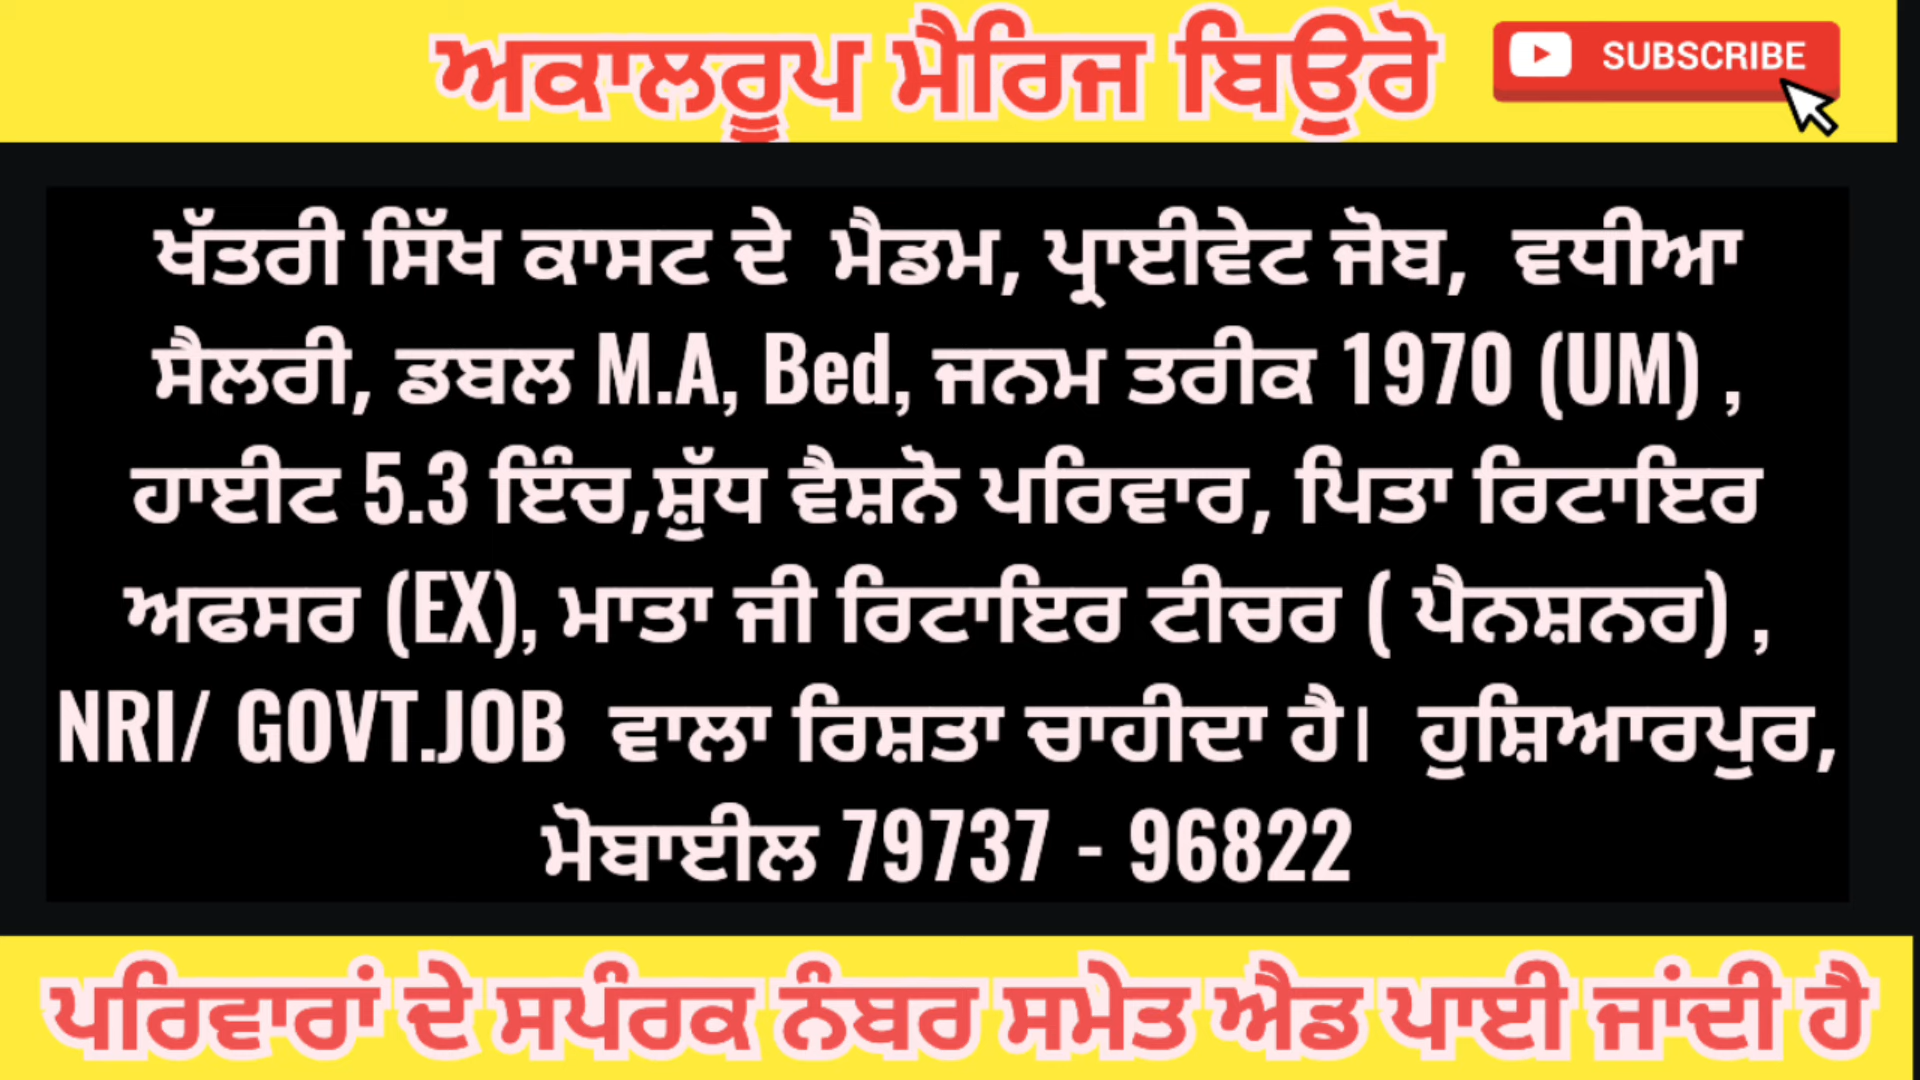 ਅਕਾਲਰੂਪ ਮੈਰਿਜ ਬਿਊਰੋ
SUBSCRIBE
ਖੱਤਰੀ ਸਿੱਖ ਕਾਸਟ ਦੇ ਮੈਡਮ, ਪ੍ਰਾਈਵੇਟ ਜੋਬ, ਵਧੀਆ
ਸੈਲਰੀ, ਡਬਲ M.A, Bed, ਜਨਮ ਤਰੀਕ 1970 (UM) ,
ਹਾਈਟ 5.3 ਇੰਚ,ਸ਼ੁੱਧ ਵੈਸ਼ਨੋ ਪਰਿਵਾਰ, ਪਿਤਾ ਰਿਟਾਇਰ
ਅਫਸਰ (EX), ਮਾਤਾ ਜੀ ਰਿਟਾਇਰ ਟੀਚਰ ( ਪੈਨਸ਼ਨਰ) ,
NRI/ GOVT.JOB ਵਾਲਾ ਰਿਸ਼ਤਾ ਚਾਹੀਦਾ ਹੈ। ਹੁਸ਼ਿਆਰਪੁਰ,
ਮੋਬਾਈਲ 79737 - 96822
ਪਰਿਵਾਰਾਂ ਦੇ ਸਪੰਰਕ ਨੰਬਰ ਸਮੇਤ ਐਡ ਪਾਈ ਜਾਂਦੀ ਹੈ